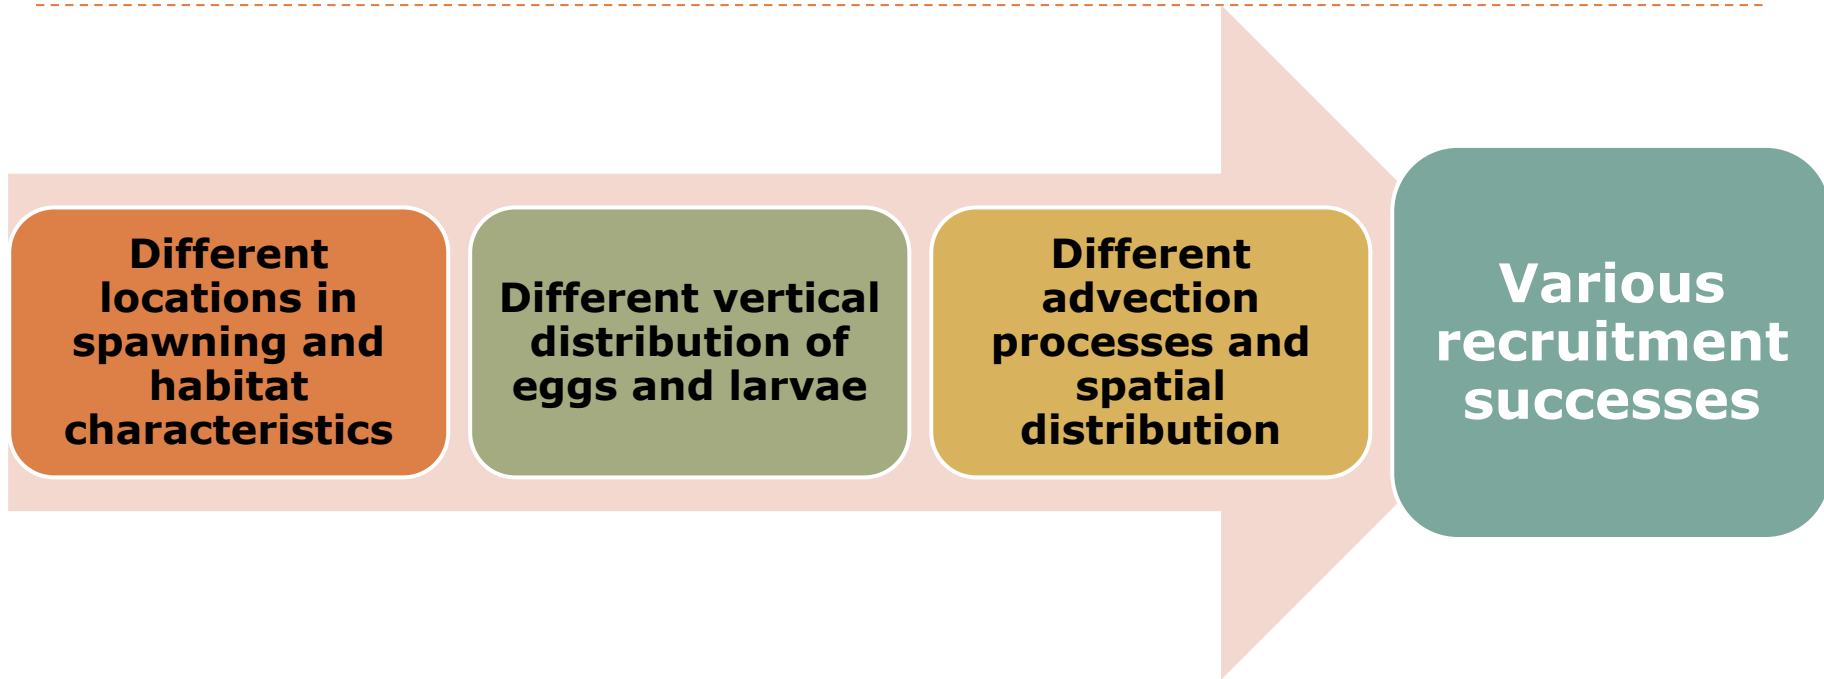 Different
locations in
spawning and
habitat
characteristics
Different vertical
distribution of
eggs and larvae
Different
advection
processes and
spatial
distribution
Various
recruitment
successes